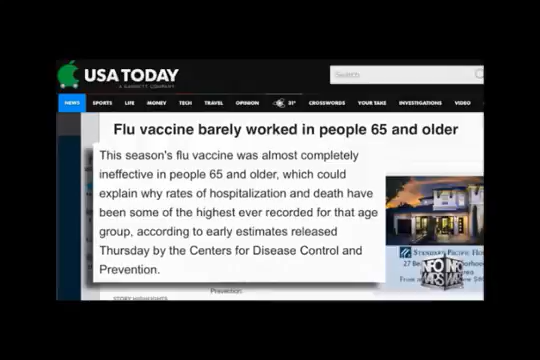 USA TODAY
A GANNETT COMPANY
Search
NEWS SPORTS LIFE MONEY TECH TRAVEL OPINION 31° CROSSWORDS YOUR TAKE INVESTIGATIONS VIDEO
Flu vaccine barely worked in people 65 and older
This season's flu vaccine was almost completely
ineffective in people 65 and older, which could
explain why rates of hospitalization and death have
been some of the highest ever recorded for that age
group, according to early estimates released
Thursday by the Centers for Disease Control and
Prevention.
Prevention.
STORY HIGHLIGHTS
INFO INFO
WARS WAR